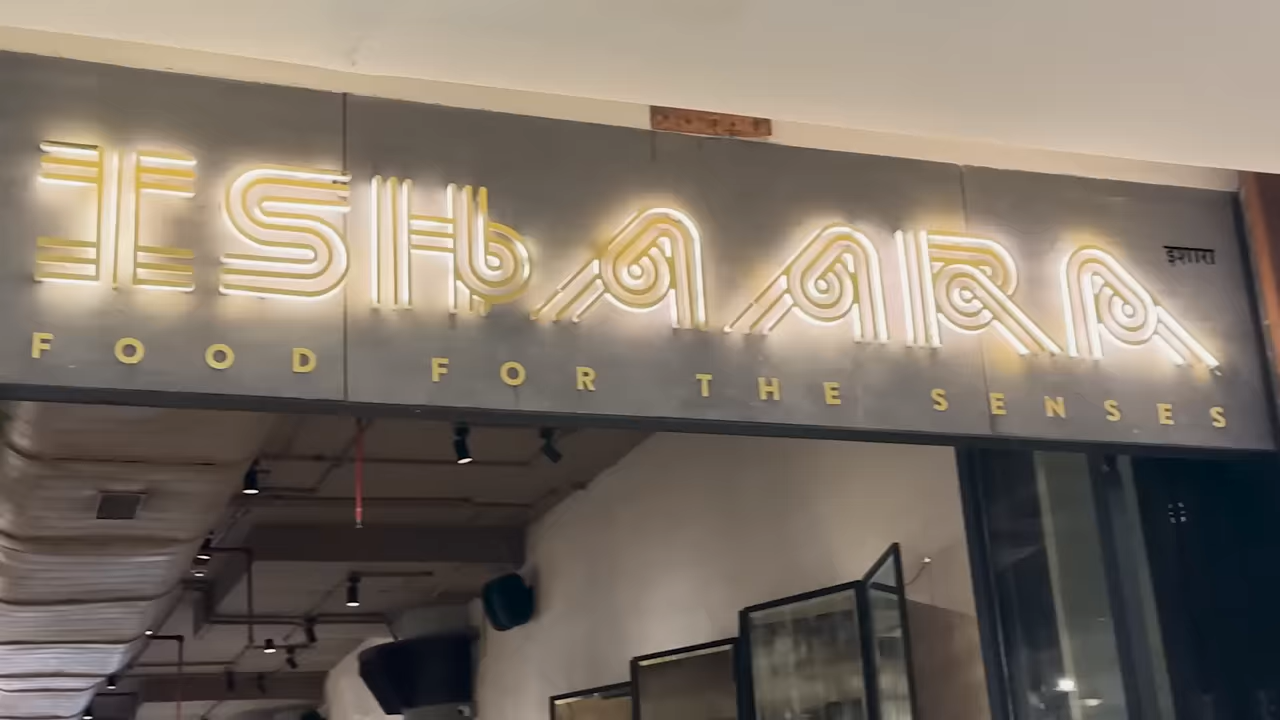 ISHAARA
इशारा
FOOD FOR THE SENSES